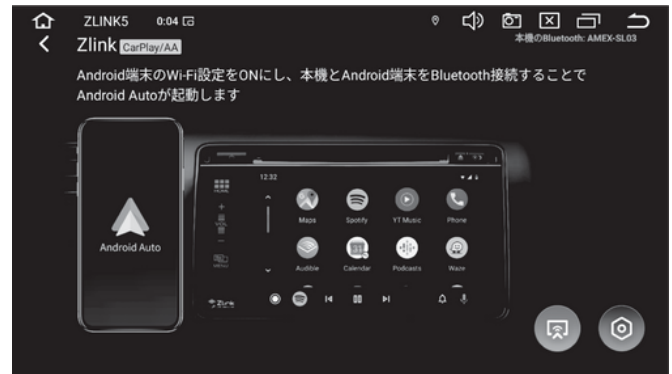 ZLINK5 0:04
Zlink CarPlay/AA
本機のBluetooth: AMEX-SL03
Android端末のWi-Fi設定をONにし、本機とAndroid端末をBluetooth接続することで
Android Autoが起動します
Android Auto
12:32
HOME
VOL
MENU
Maps Spotify YT Music Phone
Audible Calendar Podcasts Waze
Zlink